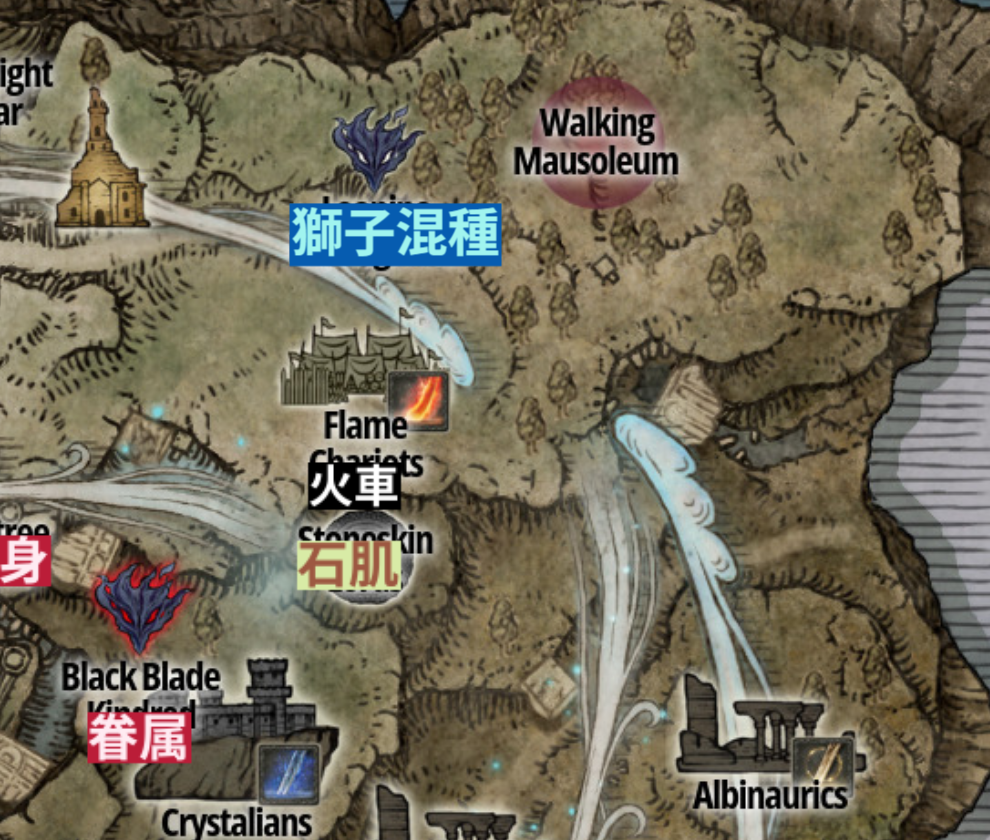 ight
ar
Walking
Mausoleum
獅子混種
Flame
Chariots
火車
Stoneskin
石肌
tree
身
Black Blade
Kindred
眷属
Crystalians
Albinaurics